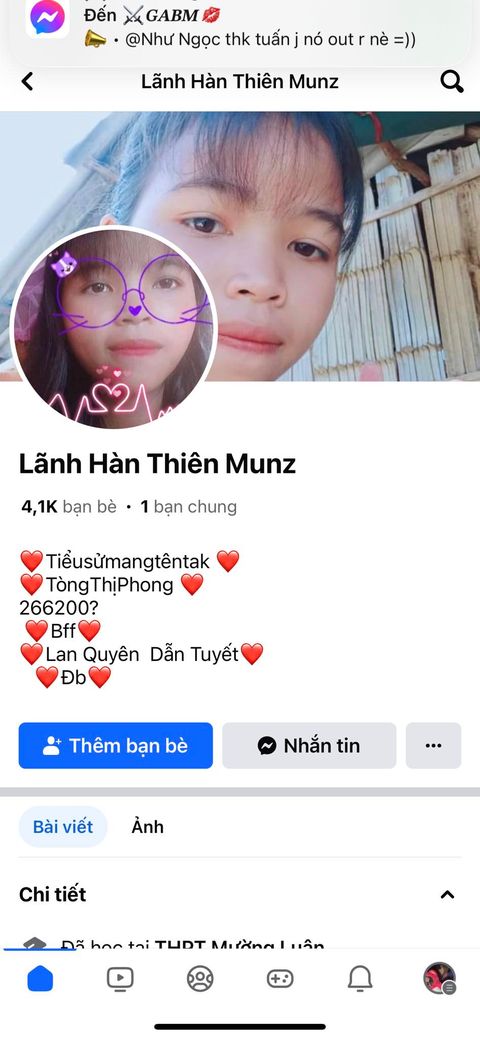 Đến ⚔️𝑮𝑨𝑩𝑴💋
📣 • @Như Ngọc thk tuấn j nó out r nè =))
Lãnh Hàn Thiên Munz
Lãnh Hàn Thiên Munz
4,1K bạn bè • 1 bạn chung
❤️Tiểusửmangtêntak ❤️
❤️TòngThịPhong ❤️
266200?
❤️Bff❤️
❤️Lan Quyên Dẫn Tuyết❤️
❤️Đb❤️
Thêm bạn bè
Nhắn tin
Bài viết
Ảnh
Chi tiết
Đã học tại THPT Mường Luân